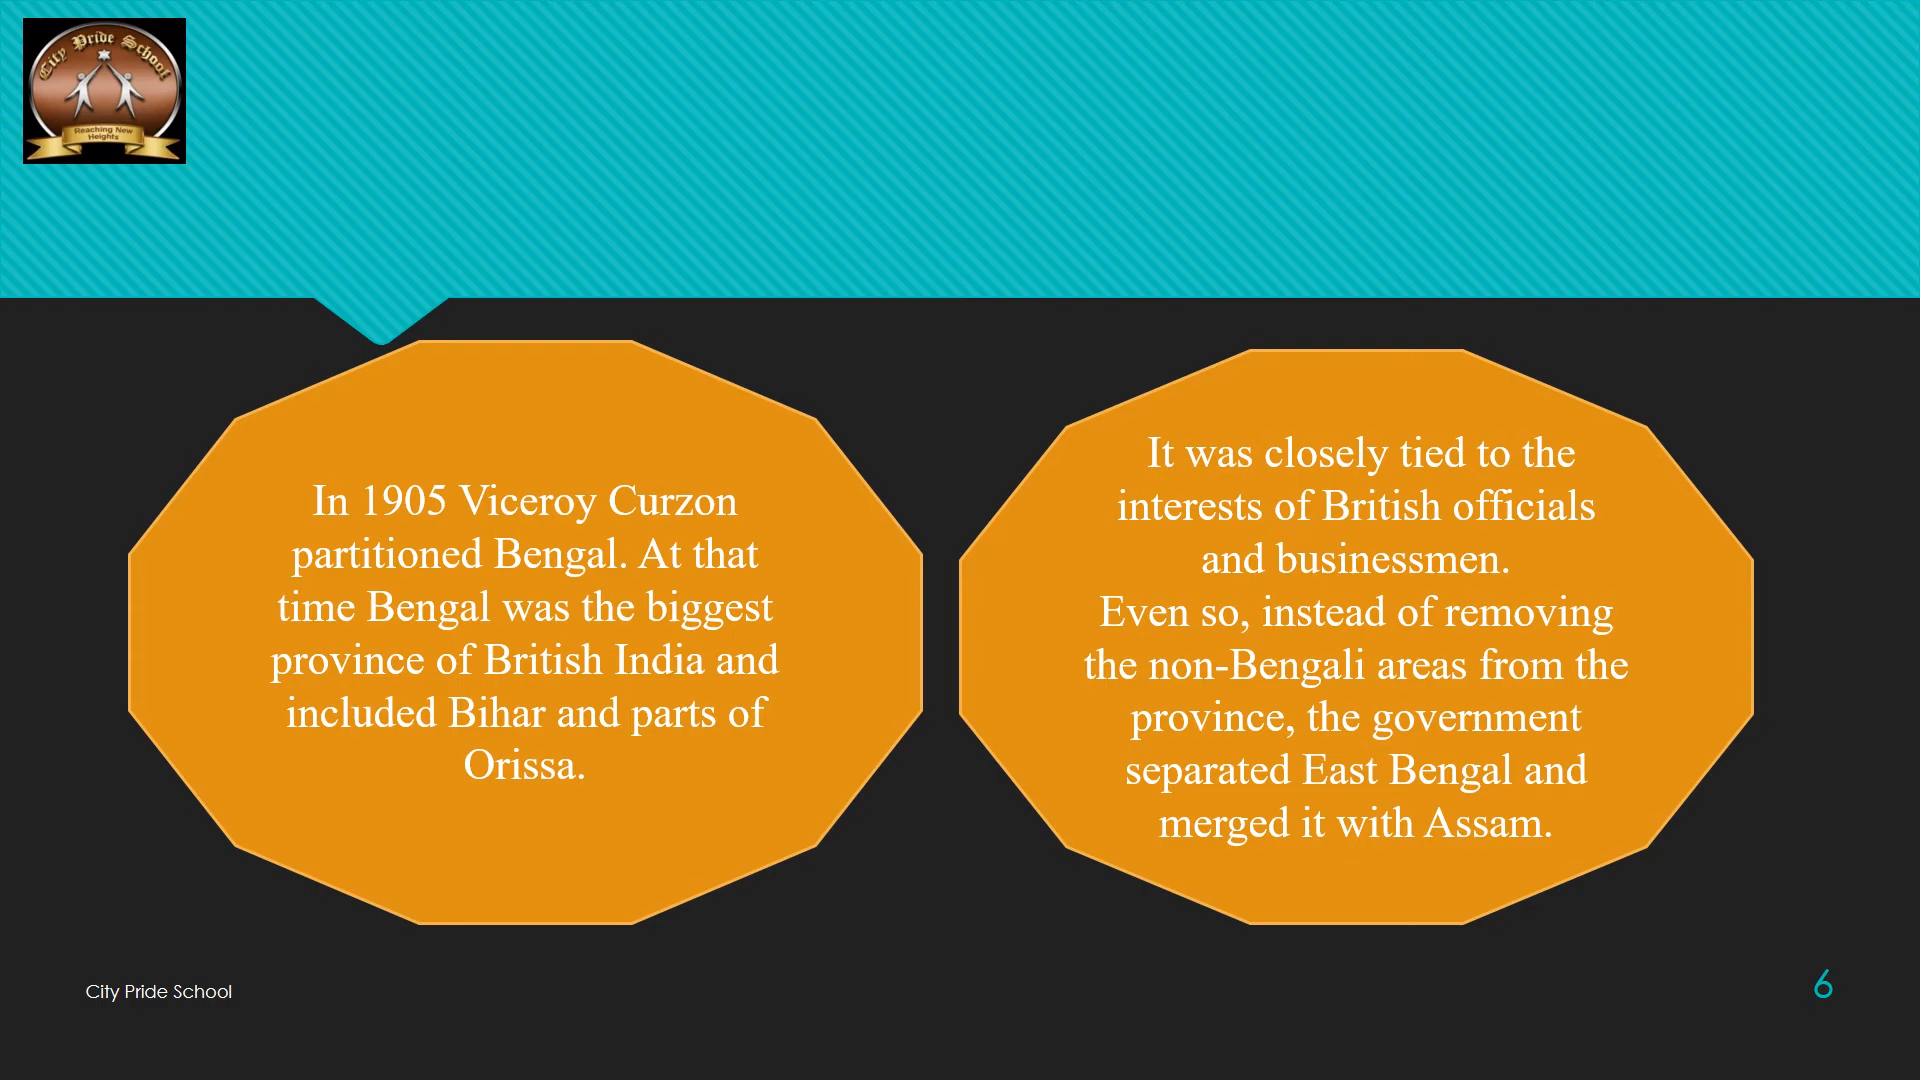 City Pride School
Reaching New
Heights
In 1905 Viceroy Curzon
partitioned Bengal. At that
time Bengal was the biggest
province of British India and
included Bihar and parts of
Orissa.
It was closely tied to the
interests of British officials
and businessmen.
Even so, instead of removing
the non-Bengali areas from the
province, the government
separated East Bengal and
merged it with Assam.
City Pride School
6